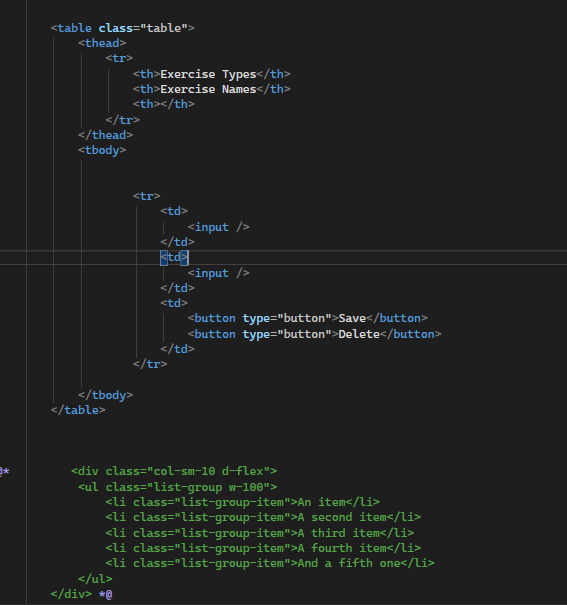 <table class="table">
<thead>
<tr>
<th>Exercise Types</th>
<th>Exercise Names</th>
<th></th>
</tr>
</thead>
<tbody>
<tr>
<td>
<input />
</td>
<td>
<input />
</td>
<td>
<button type="button">Save</button>
<button type="button">Delete</button>
</td>
</tr>
</tbody>
</table>
@* <div class="col-sm-10 d-flex">
<ul class="list-group w-100">
<li class="list-group-item">An item</li>
<li class="list-group-item">A second item</li>
<li class="list-group-item">A third item</li>
<li class="list-group-item">A fourth item</li>
<li class="list-group-item">And a fifth one</li>
</ul>
</div> *@